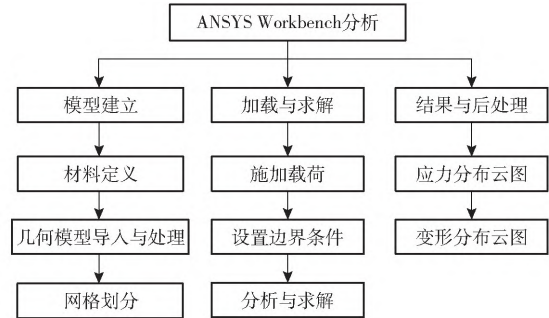 ANSYS Workbench分析
模型建立
加载与求解
结果与后处理
材料定义
施加载荷
应力分布云图
几何模型导入与处理
设置边界条件
变形分布云图
网格划分
分析与求解